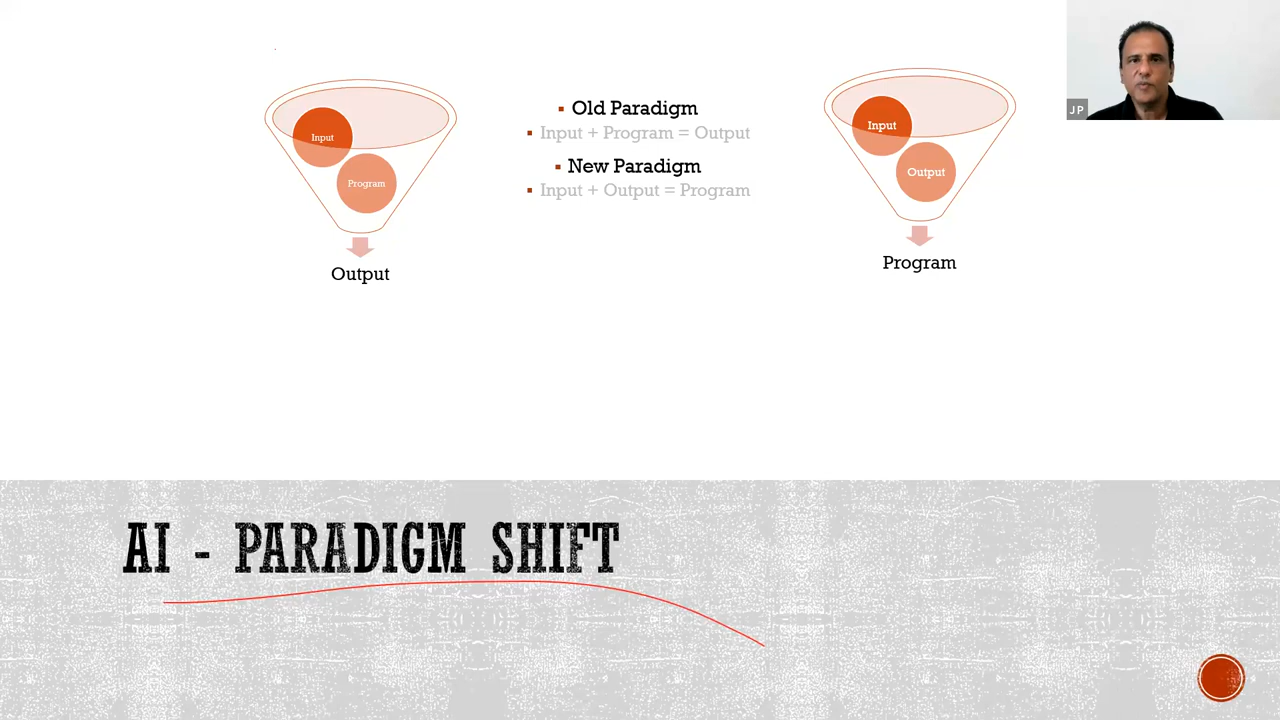 Input
Program
Output
Old Paradigm
Input + Program = Output
New Paradigm
Input + Output = Program
Input
Output
Program
JP
AI - PARADIGM SHIFT